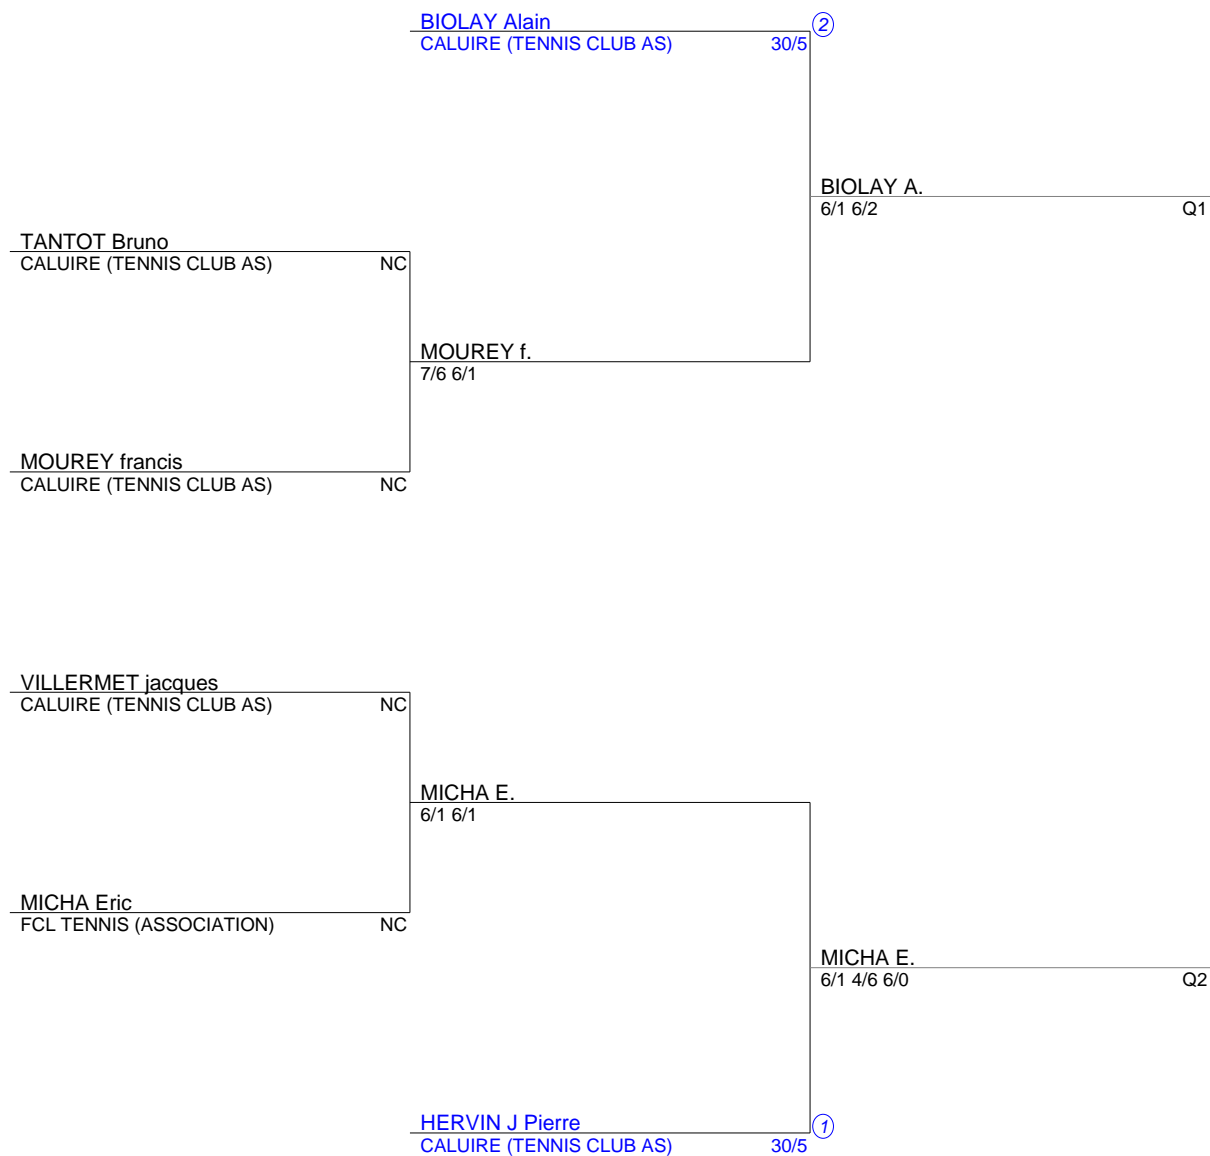 BIOLAY Alain 2
CALUIRE (TENNIS CLUB AS) 30/5
BIOLAY A.
6/1 6/2 Q1
TANTOT Bruno
CALUIRE (TENNIS CLUB AS) NC
MOUREY f.
7/6 6/1
MOUREY francis
CALUIRE (TENNIS CLUB AS) NC
VILLERMET jacques
CALUIRE (TENNIS CLUB AS) NC
MICHA E.
6/1 6/1
MICHA Eric
FCL TENNIS (ASSOCIATION) NC
MICHA E.
6/1 4/6 6/0 Q2
HERVIN J Pierre 1
CALUIRE (TENNIS CLUB AS) 30/5